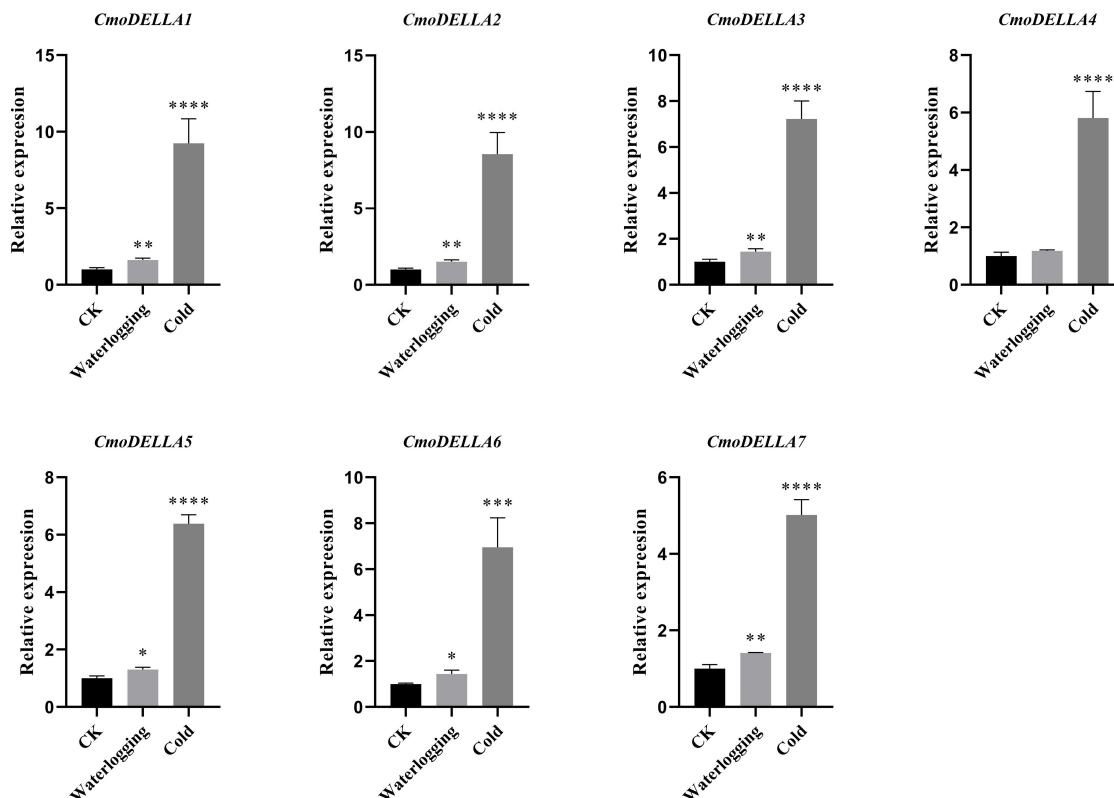 CmoDELLA1
Relative expreesion
15
10
5
0
**
****
CK
Waterlogging
Cold
CmoDELLA2
Relative expreesion
15
10
5
0
**
****
CK
Waterlogging
Cold
CmoDELLA3
Relative expreesion
10
8
6
4
2
0
**
****
CK
Waterlogging
Cold
CmoDELLA4
Relative expreesion
8
6
4
2
0
****
CK
Waterlogging
Cold
CmoDELLA5
Relative expreesion
8
6
4
2
0
*
****
CK
Waterlogging
Cold
CmoDELLA6
Relative expreesion
10
8
6
4
2
0
*
***
CK
Waterlogging
Cold
CmoDELLA7
Relative expreesion
6
4
2
0
**
****
CK
Waterlogging
Cold